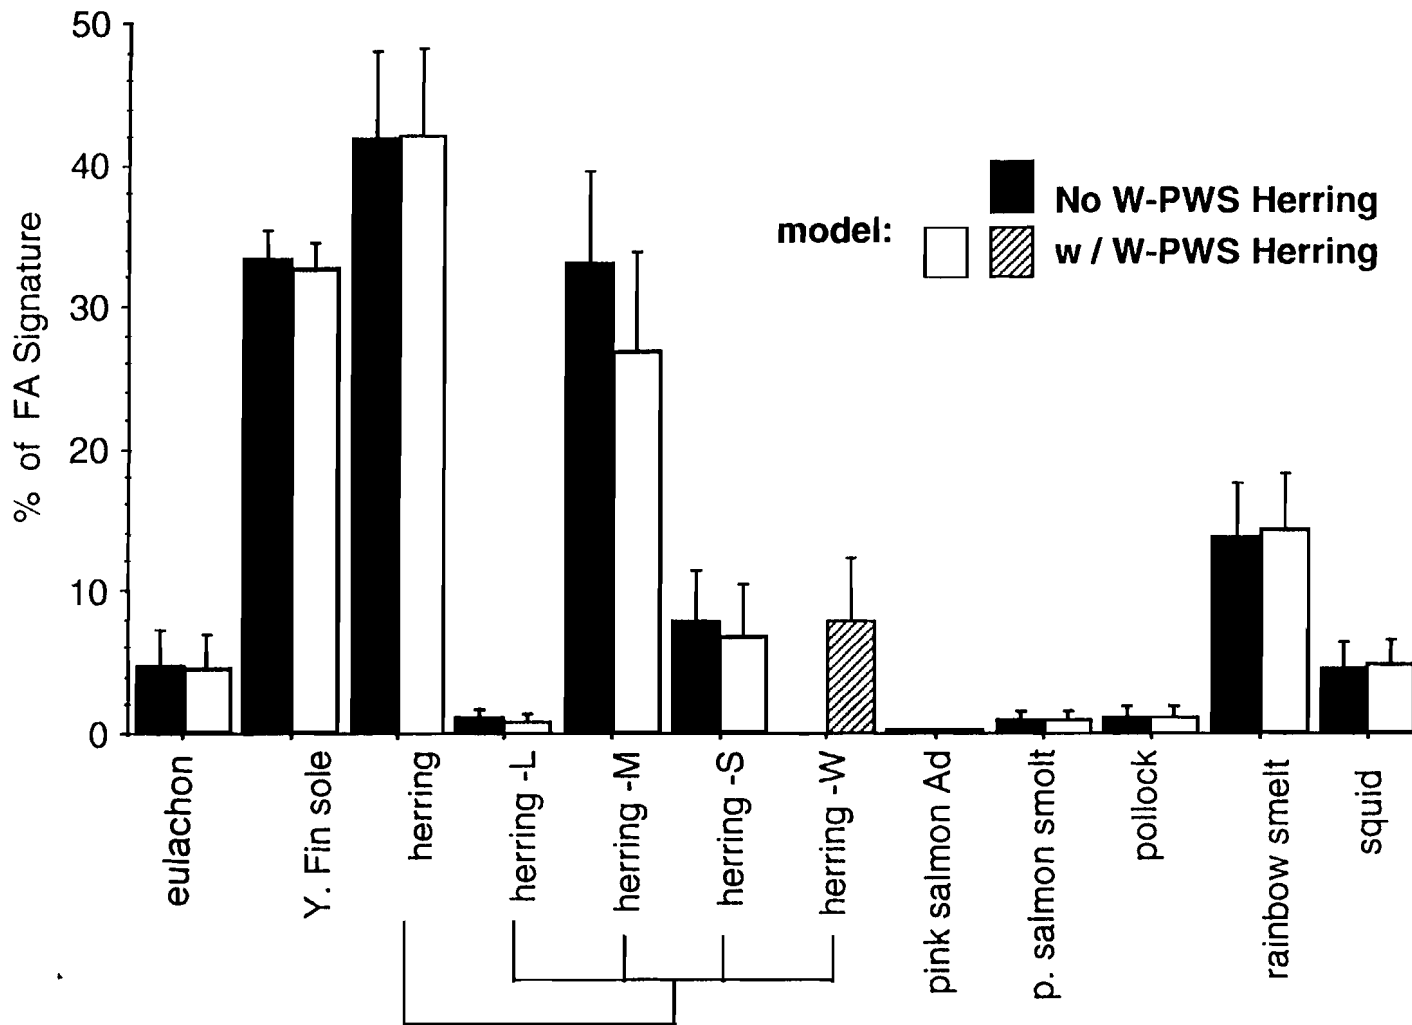 % of FA Signature
50
40
30
20
10
0
model:
No W-PWS Herring
w / W-PWS Herring
eulachon
Y. Fin sole
herring
herring -L
herring -M
herring -S
herring -W
pink salmon Ad
p. salmon smolt
pollock
rainbow smelt
squid